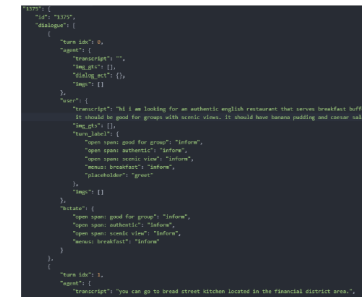 "1375": {
"id": "1375",
"dialogue": [
{
"turn idx": 0,
"agent": {
"transcript": "",
"img_gts": [],
"dialog_act": {},
"imgs": []
},
"user": {
"transcript": "hi i am looking for an authentic english restaurant that serves breakfast buff
It should be good for groups with scenic views. it should have banana pudding and caesar sal
"img_gts": [],
"turn_label": {
"open span: good for group": "inform",
"open span: authentic": "inform",
"open span: scenic view": "inform",
"menus: breakfast": "inform",
"placeholder": "greet"
},
"imgs": []
},
"bstate": {
"open span: good for group": "inform",
"open span: authentic": "inform",
"open span: scenic view": "inform",
"menus: breakfast": "inform"
}
},
{
"turn idx": 1,
"agent": {
"transcript": "you can go to bread street kitchen located in the financial district area.",